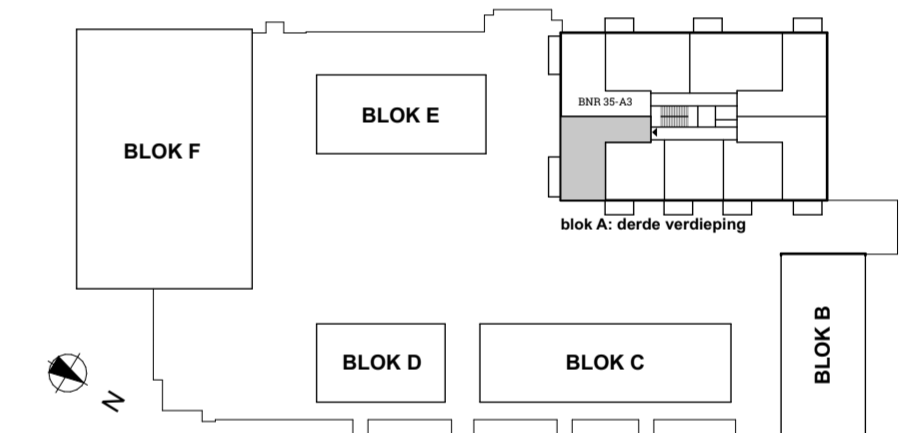 BLOK E
BNR 35-A3
BLOK F
blok A: derde verdieping
BLOK B
BLOK D
BLOK C
N